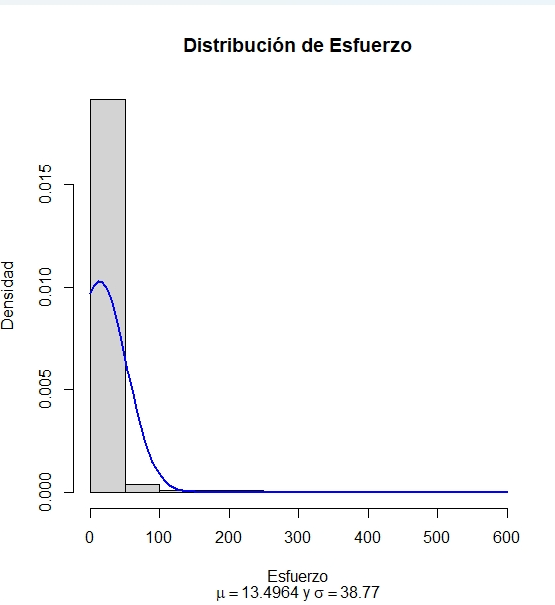 Distribución de Esfuerzo
Densidad
0.015
0.010
0.005
0.000
0 100 200 300 400 500 600
Esfuerzo
μ = 13.4964 y σ = 38.77